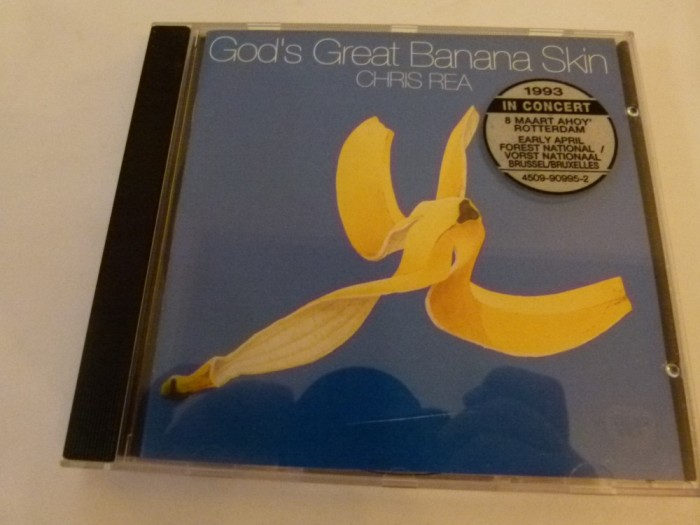 God's Great Banana Skin
CHRIS REA
1993
IN CONCERT
8 MAART AHOY'
ROTTERDAM
EARLY APRIL
FOREST NATIONAL /
VORST NATIONAAL
BRUSSEL/BRUXELLES
4509-90995-2